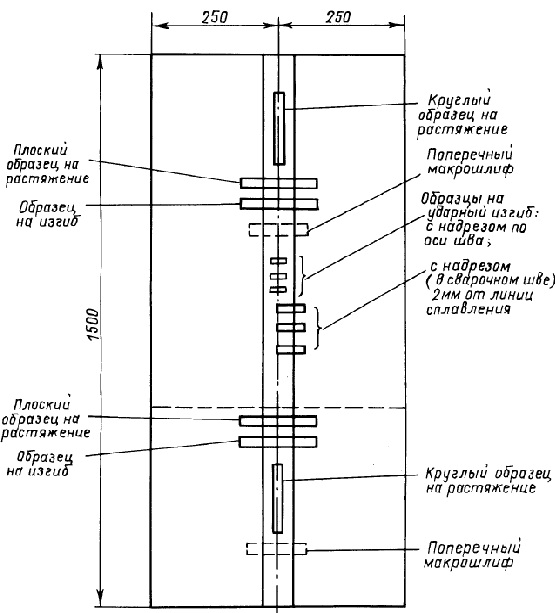 250
250
Круглый
образец на
растяжение
Плоский
образец на
растяжение
Поперечный
макрошлиф
Образец
на изгиб
Образцы на
ударный изгиб:
с надрезом по
оси шва;
с надрезом
(в сварочном шве)
2мм от линии
сплавления
1500
Плоский
образец на
растяжение
Образец
на изгиб
Круглый образец
на растяжение
Поперечный
макрошлиф